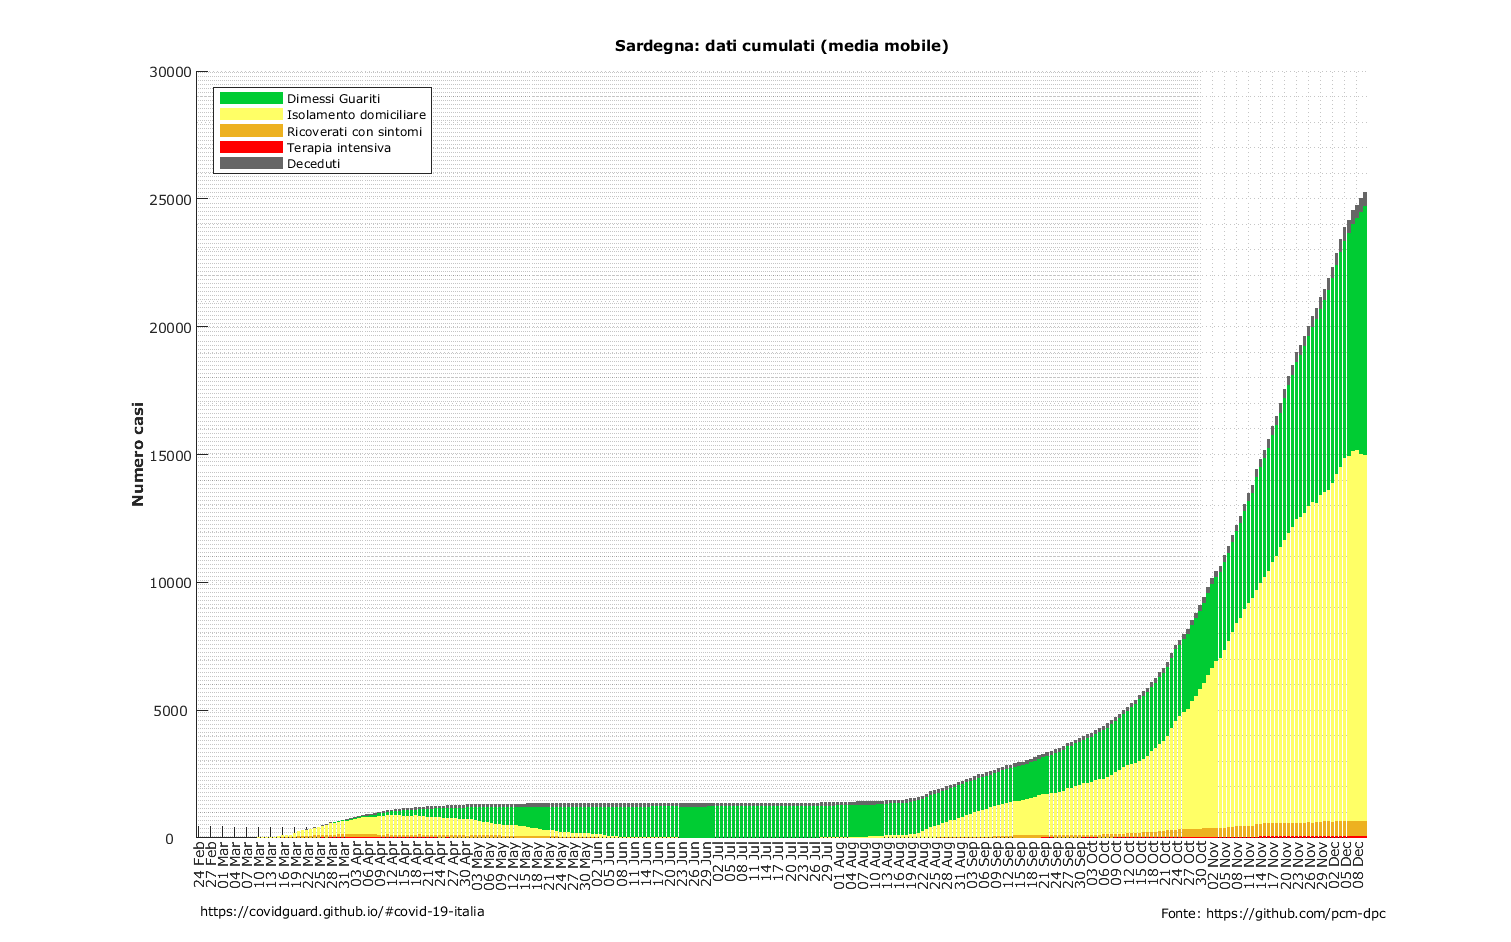 Sardegna: dati cumulati (media mobile)
30000
25000
20000
15000
10000
5000
0
Numero casi
Dimessi Guariti
Isolamento domiciliare
Ricoverati con sintomi
Terapia intensiva
Deceduti
24 Feb
27 Feb
01 Mar
04 Mar
07 Mar
10 Mar
13 Mar
16 Mar
19 Mar
22 Mar
25 Mar
28 Mar
31 Mar
03 Apr
06 Apr
09 Apr
12 Apr
15 Apr
18 Apr
21 Apr
24 Apr
27 Apr
30 Apr
03 May
06 May
09 May
12 May
15 May
18 May
21 May
24 May
27 May
30 May
02 Jun
05 Jun
08 Jun
11 Jun
14 Jun
17 Jun
20 Jun
23 Jun
26 Jun
29 Jun
02 Jul
05 Jul
08 Jul
11 Jul
14 Jul
17 Jul
20 Jul
23 Jul
26 Jul
29 Jul
01 Aug
04 Aug
07 Aug
10 Aug
13 Aug
16 Aug
19 Aug
22 Aug
25 Aug
28 Aug
31 Aug
03 Sep
06 Sep
09 Sep
12 Sep
15 Sep
18 Sep
21 Sep
24 Sep
27 Sep
30 Sep
03 Oct
06 Oct
09 Oct
12 Oct
15 Oct
18 Oct
21 Oct
24 Oct
27 Oct
30 Oct
02 Nov
05 Nov
08 Nov
11 Nov
14 Nov
17 Nov
20 Nov
23 Nov
26 Nov
29 Nov
02 Dec
05 Dec
08 Dec
https://covidguard.github.io/#covid-19-italia
Fonte: https://github.com/pcm-dpc